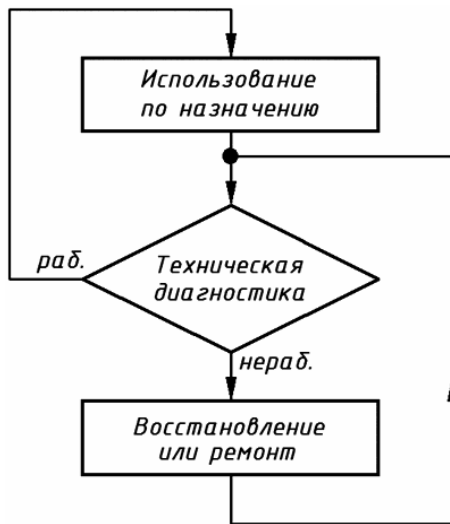 Использование
по назначению
раб.
Техническая
диагностика
нераб.
Восстановление
или ремонт